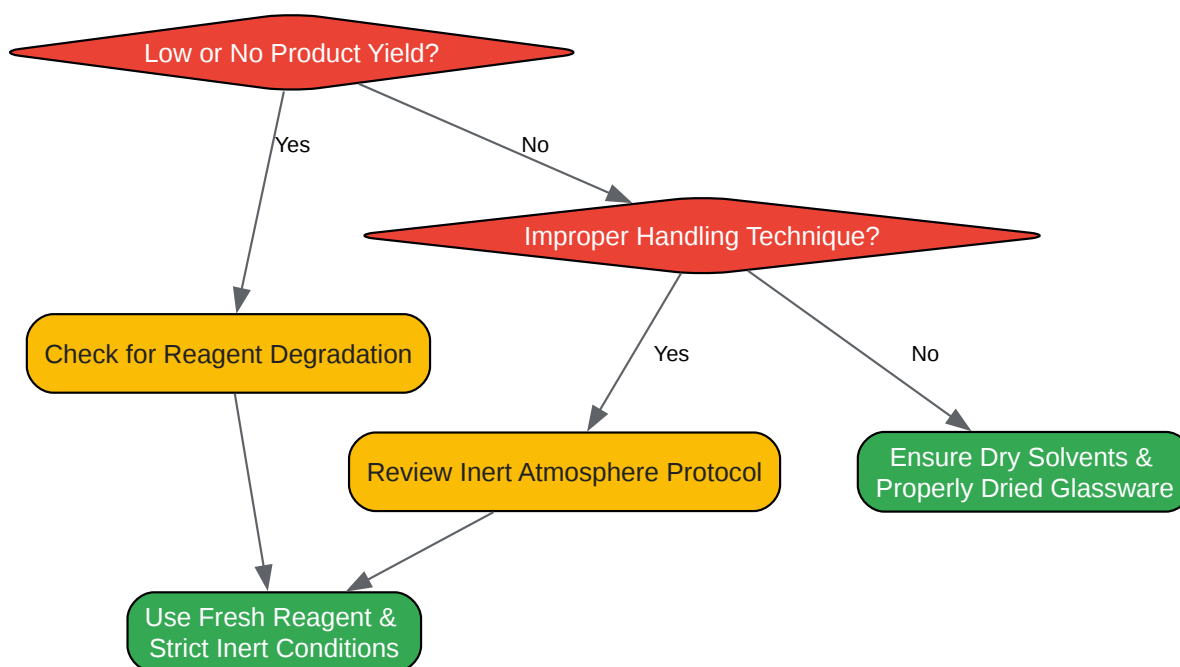 Low or No Product Yield?
Yes
No
Improper Handling Technique?
Check for Reagent Degradation
Yes
No
Review Inert Atmosphere Protocol
Ensure Dry Solvents &
Properly Dried Glassware
Use Fresh Reagent &
Strict Inert Conditions